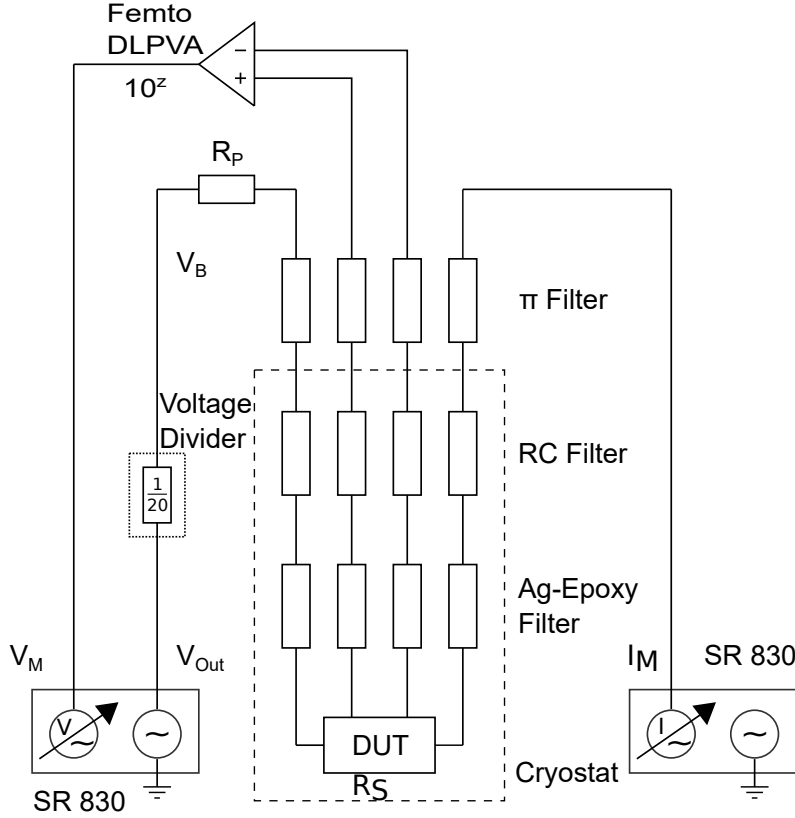 Femto
DLPVA
10ᶻ
−
+
R_P
V_B
π Filter
Voltage
Divider
1
20
RC Filter
Ag-Epoxy
Filter
V_M
V_Out
I_M
SR 830
V
~
~
DUT
I
~
~
R_S
Cryostat
SR 830